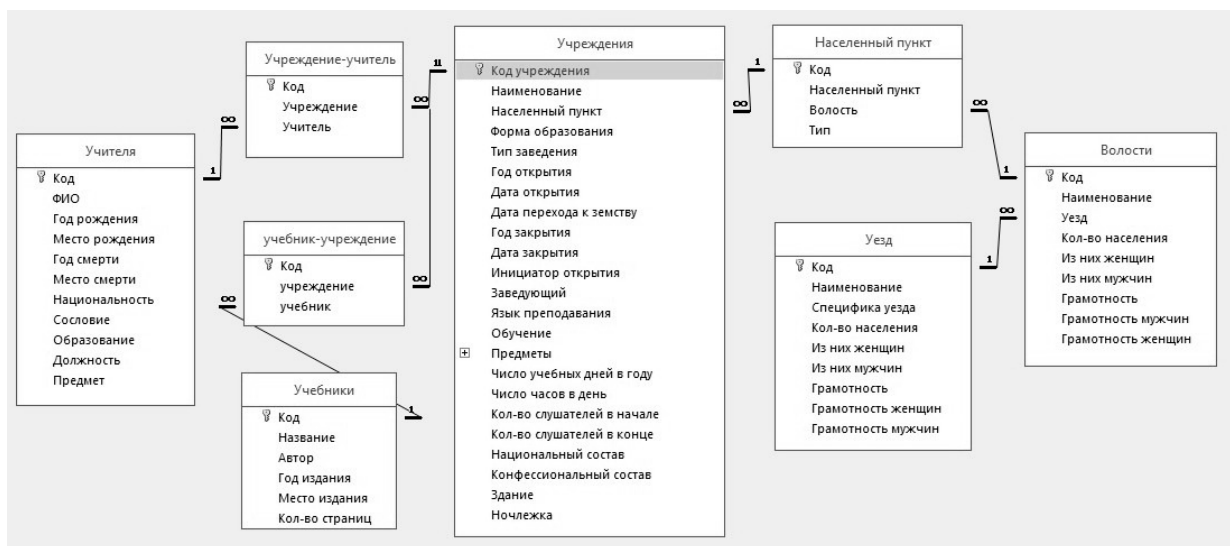 Учителя
Код
ФИО
Год рождения
Место рождения
Год смерти
Место смерти
Национальность
Сословие
Образование
Должность
Предмет
Учреждение-учитель
Код
Учреждение
Учитель
учебник-учреждение
Код
учреждение
учебник
Учебники
Код
Название
Автор
Год издания
Место издания
Кол-во страниц
Учреждения
Код учреждения
Наименование
Населенный пункт
Форма образования
Тип заведения
Год открытия
Дата открытия
Дата перехода к земству
Год закрытия
Дата закрытия
Инициатор открытия
Заведующий
Язык преподавания
Обучение
Предметы
Число учебных дней в году
Число часов в день
Кол-во слушателей в начале
Кол-во слушателей в конце
Национальный состав
Конфессиональный состав
Здание
Ночлежка
Населенный пункт
Код
Населенный пункт
Волость
Тип
Уезд
Код
Наименование
Специфика уезда
Кол-во населения
Из них женщин
Из них мужчин
Грамотность
Грамотность женщин
Грамотность мужчин
Волости
Код
Наименование
Уезд
Кол-во населения
Из них женщин
Из них мужчин
Грамотность
Грамотность мужчин
Грамотность женщин
1
∞
∞
11
∞
∞
1
1
∞
∞
1
∞
1